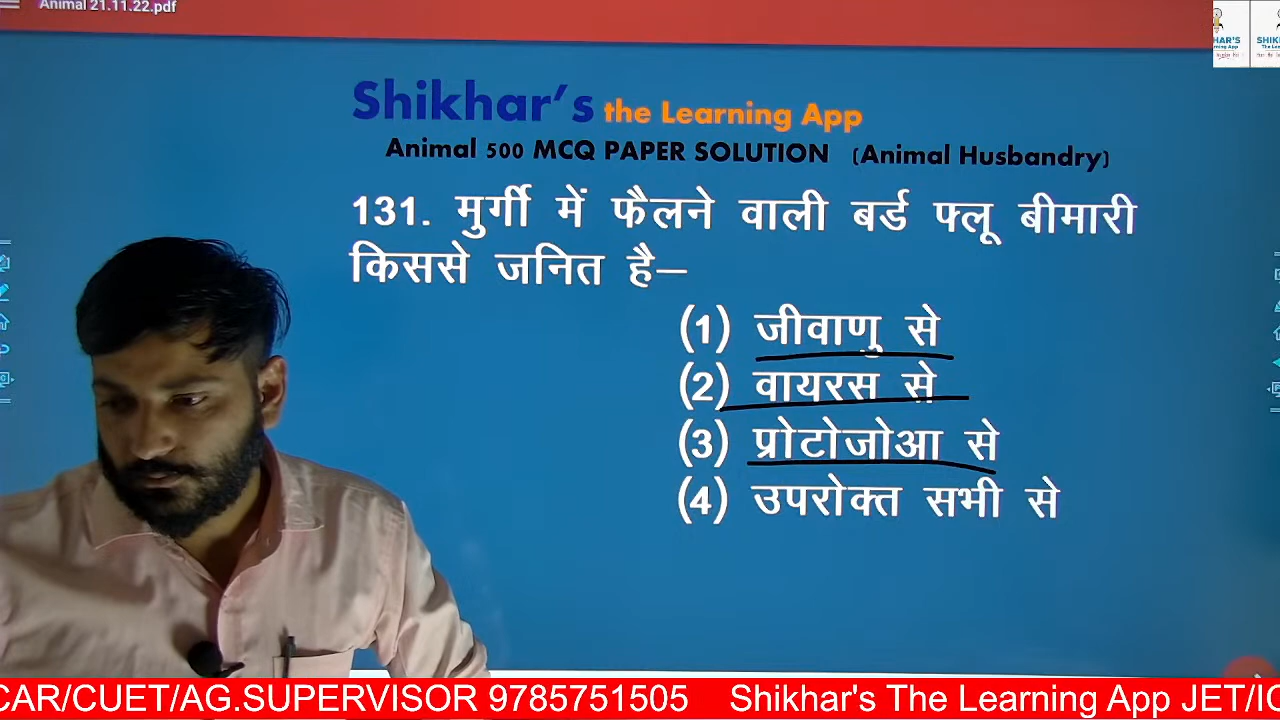 Animal 21.11.22.pdf
Shikhar's the Learning App
Animal 500 MCQ PAPER SOLUTION (Animal Husbandry)
131. मुर्गी में फैलने वाली बर्ड फ्लू बीमारी
किससे जनित है–
(1) जीवाणु से
(2) वायरस से
(3) प्रोटोजोआ से
(4) उपरोक्त सभी से
CAR/CUET/AG.SUPERVISOR 9785751505 Shikhar's The Learning App JET/IC